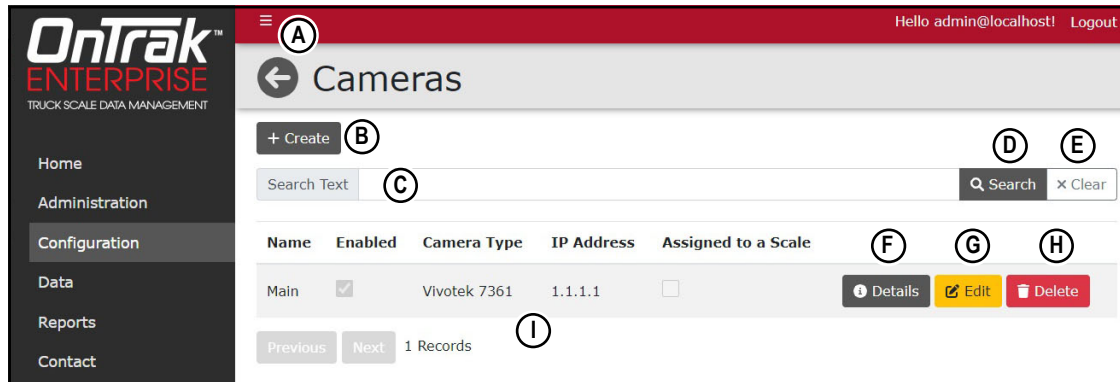 OnTrak™
ENTERPRISE
TRUCK SCALE DATA MANAGEMENT
Home
Administration
Configuration
Data
Reports
Contact
A
Hello admin@localhost! Logout
Cameras
+ Create
B
D
E
Search Text
C
Search
× Clear
Name Enabled Camera Type IP Address Assigned to a Scale
F
G
H
Main Vivotek 7361 1.1.1.1
Details
Edit
Delete
I
Previous Next 1 Records